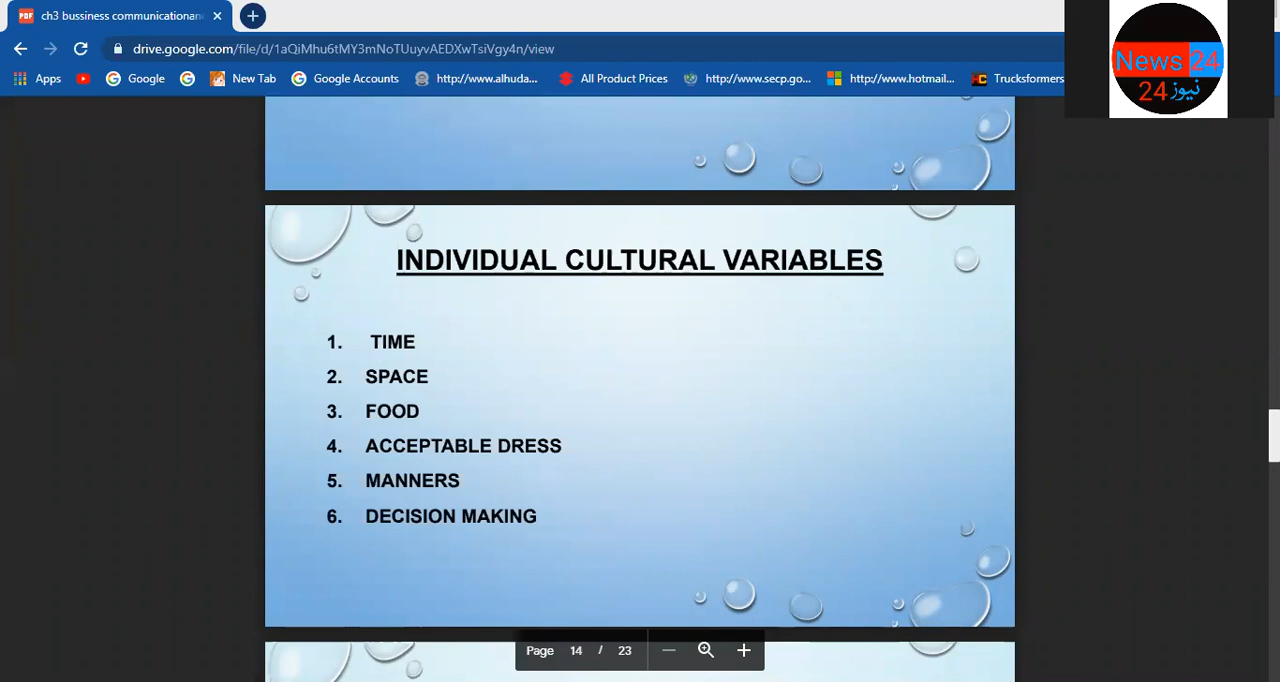 PDF ch3 bussiness communicationan
drive.google.com/file/d/1aQiMhu6tMY3mNoTUuyvAEDXwTsiVgy4n/view
Apps Google New Tab Google Accounts http://www.alhuda... All Product Prices http://www.secp.go... http://www.hotmail... Trucksformers
News 24
24 نیوز
INDIVIDUAL CULTURAL VARIABLES
1. TIME
2. SPACE
3. FOOD
4. ACCEPTABLE DRESS
5. MANNERS
6. DECISION MAKING
Page 14 / 23